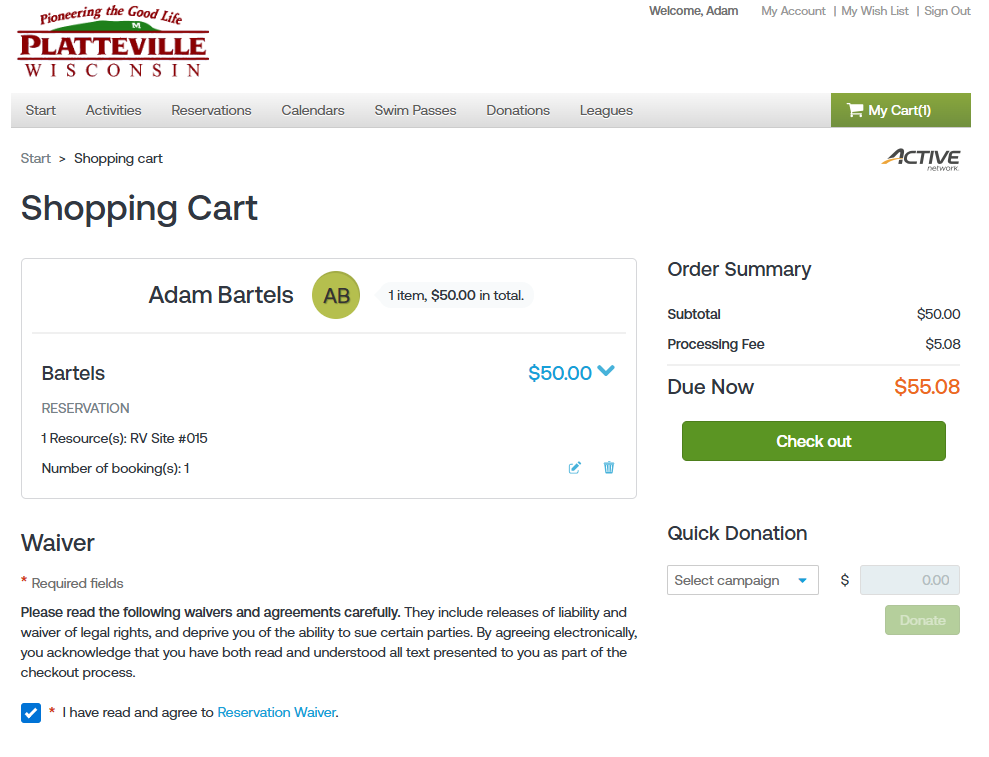 Welcome, Adam My Account | My Wish List | Sign Out
Pioneering the Good Life
M
PLATTEVILLE
WISCONSIN
Start Activities Reservations Calendars Swim Passes Donations Leagues My Cart(1)
Start > Shopping cart
ACTIVE
network.
Shopping Cart
Adam Bartels AB 1 item, $50.00 in total.
Bartels $50.00
RESERVATION
1 Resource(s): RV Site #015
Number of booking(s): 1
Order Summary
Subtotal $50.00
Processing Fee $5.08
Due Now $55.08
Check out
Waiver
* Required fields
Please read the following waivers and agreements carefully. They include releases of liability and
waiver of legal rights, and deprive you of the ability to sue certain parties. By agreeing electronically,
you acknowledge that you have both read and understood all text presented to you as part of the
checkout process.
* I have read and agree to Reservation Waiver.
Quick Donation
Select campaign $ 0.00
Donate